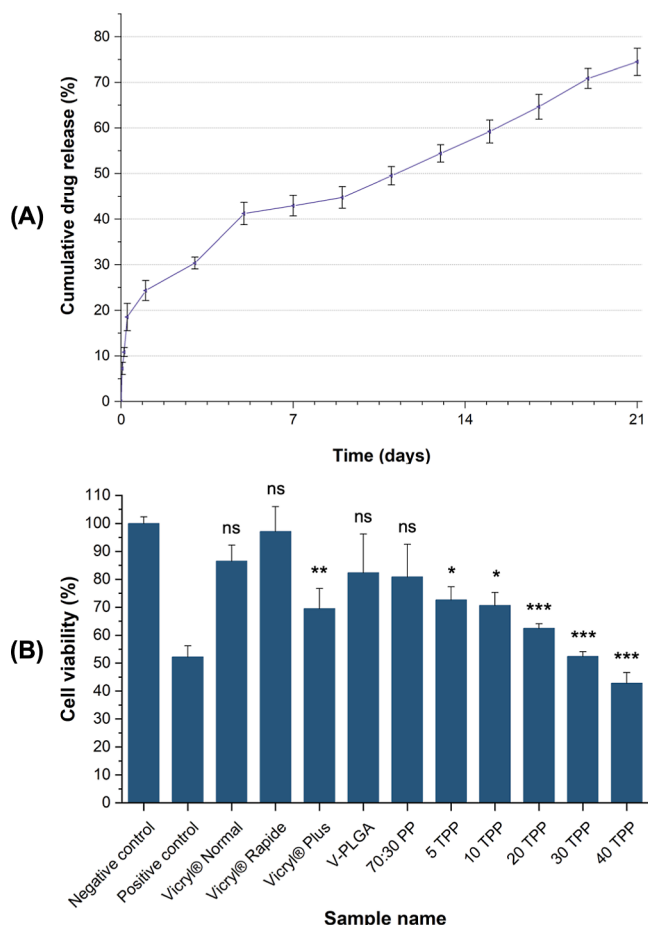 (A)
Cumulative drug release (%)
80
70
60
50
40
30
20
10
0
0 7 14 21
Time (days)
(B)
Cell viability (%)
110
100
90
80
70
60
50
40
30
20
10
0
ns ns ** ns ns * * *** *** ***
Negative control
Positive control
Vicryl® Normal
Vicryl® Rapide
Vicryl® Plus
V-PLGA
70:30 PP
5 TPP
10 TPP
20 TPP
30 TPP
40 TPP
Sample name